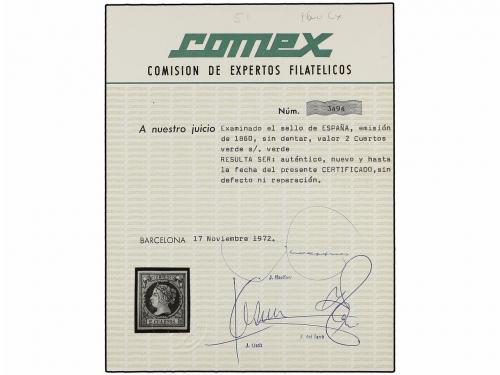 51
comex
COMISION DE EXPERTOS FILATELICOS
Núm. 3494
A nuestro juicio Examinado el sello de ESPAÑA, emisión
de 1860, sin dentar, valor 2 Cuartos
verde s/. verde
RESULTA SER: auténtico, nuevo y hasta
la fecha del presente CERTIFICADO,sin
defecto ni reparación.
BARCELONA 17 Noviembre 1972.
2 CUARTOS